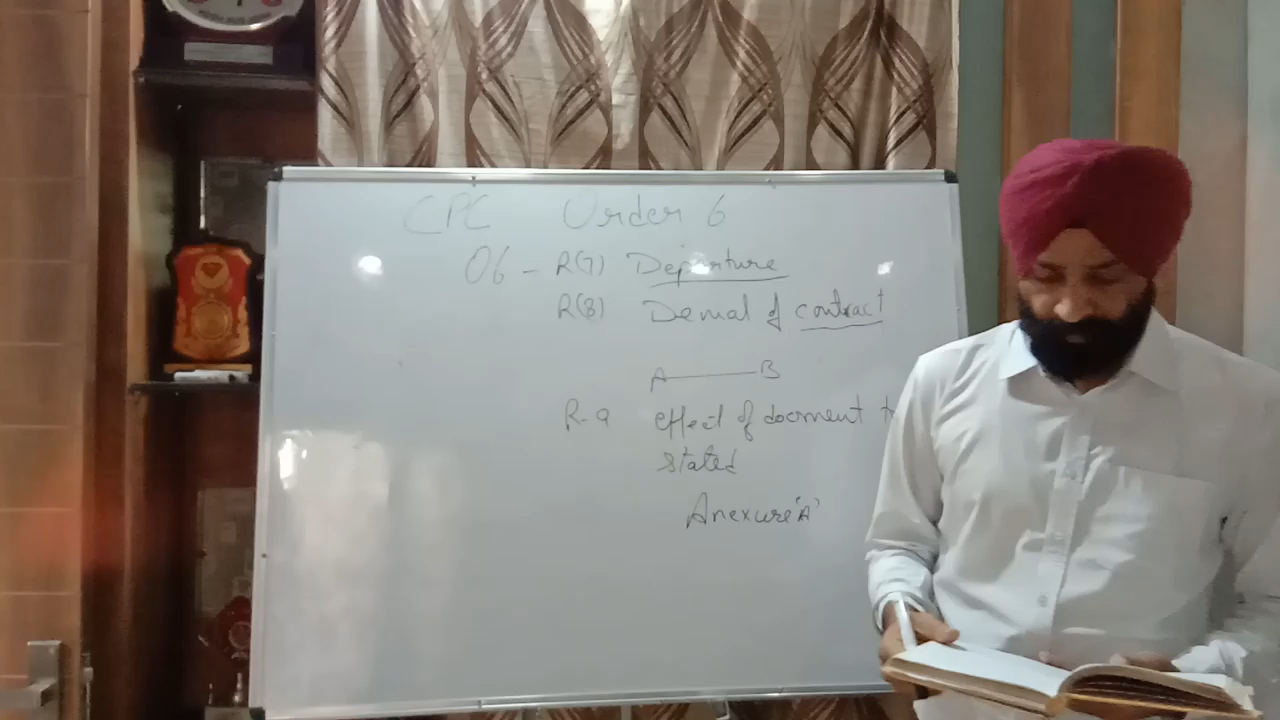 CPC Order 6
O6 - R(7) Departure
R(8) Denial of contract
A B
R-9 effect of document to
stated
Anexure 'A'